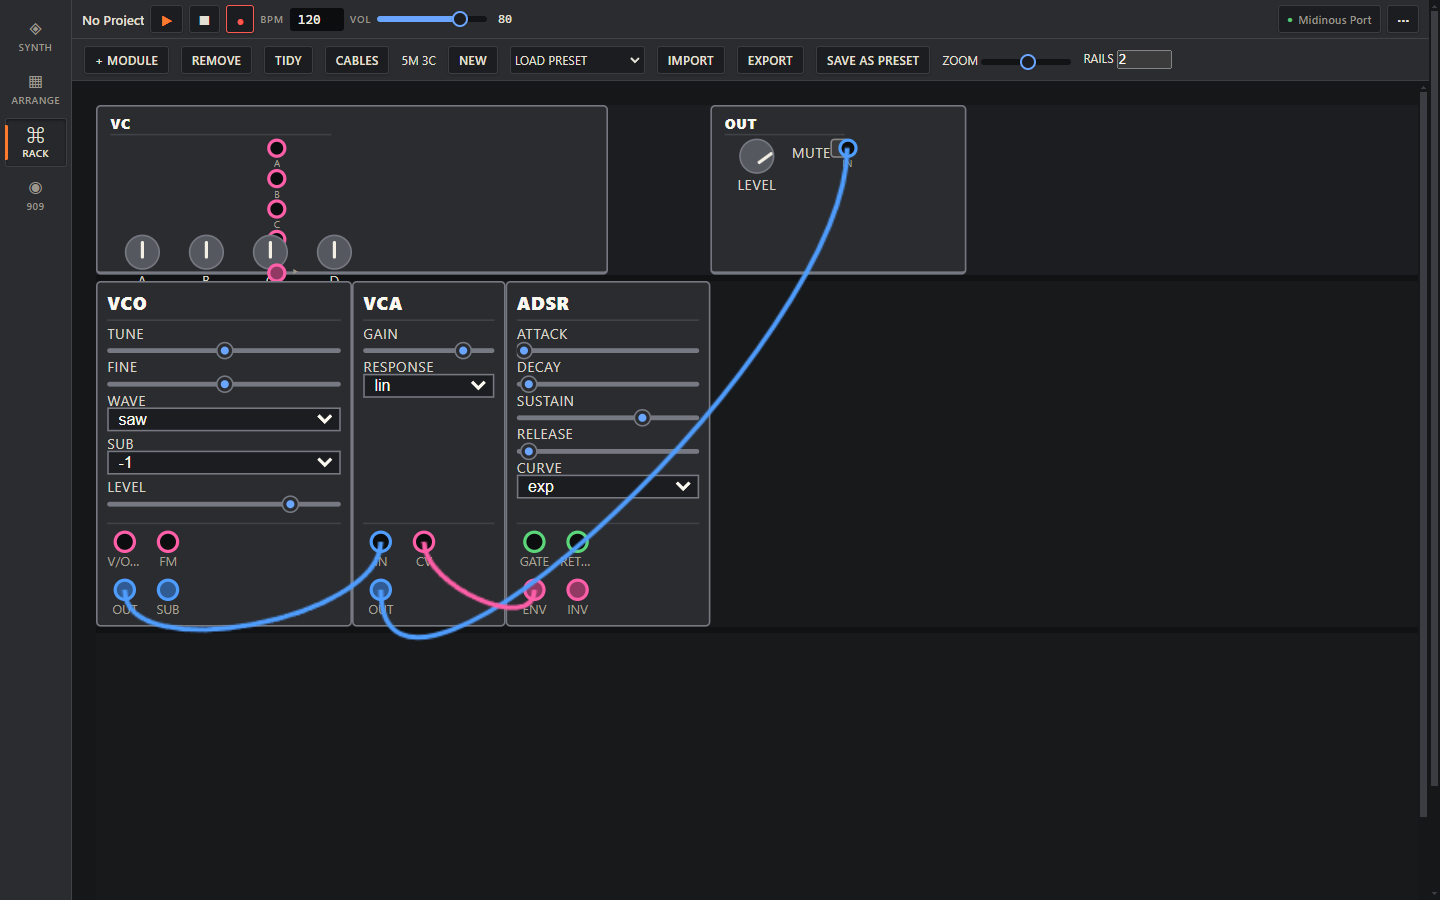 No Project BPM 120 VOL 80 Midinous Port ...
+ MODULE REMOVE TIDY CABLES 5M 3C NEW LOAD PRESET IMPORT EXPORT SAVE AS PRESET ZOOM RAILS 2
SYNTH
ARRANGE
RACK
909
VC
A
B
C
A B D
OUT
MUTE
LEVEL
VCO
TUNE
FINE
WAVE
saw
SUB
-1
LEVEL
V/O... FM
OUT SUB
VCA
GAIN
RESPONSE
lin
IN CV
OUT
ADSR
ATTACK
DECAY
SUSTAIN
RELEASE
CURVE
exp
GATE RET...
ENV INV